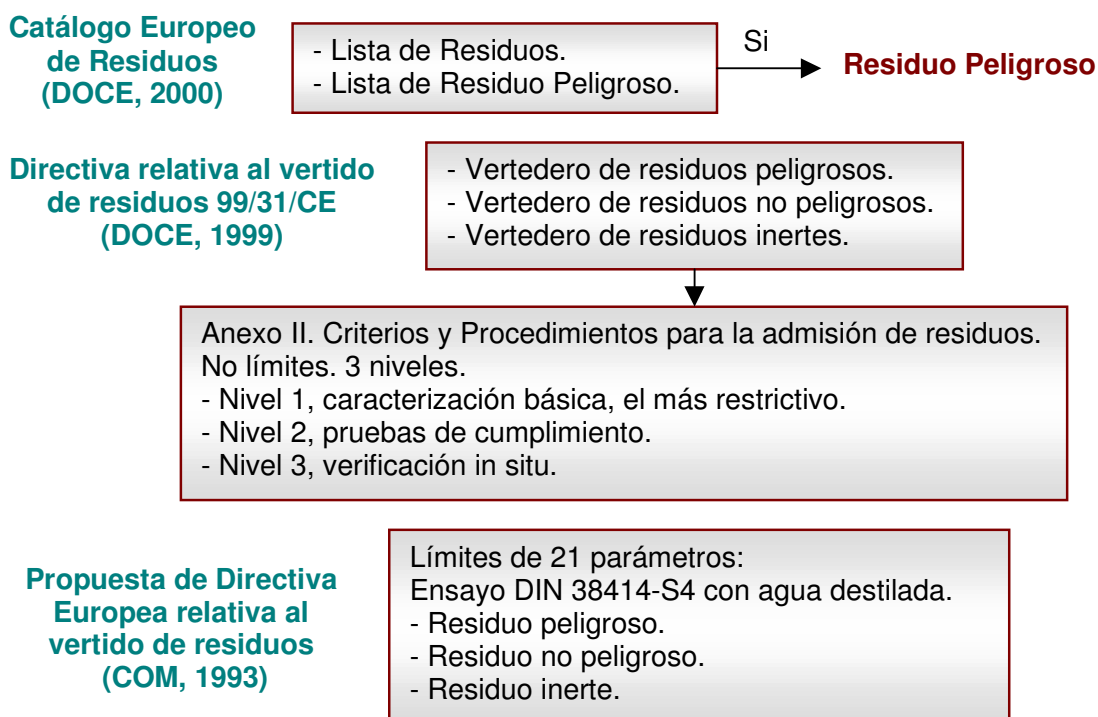 Catálogo Europeo
de Residuos
(DOCE, 2000)
- Lista de Residuos.
- Lista de Residuo Peligroso.
Si
Residuo Peligroso
Directiva relativa al vertido
de residuos 99/31/CE
(DOCE, 1999)
- Vertedero de residuos peligrosos.
- Vertedero de residuos no peligrosos.
- Vertedero de residuos inertes.
Anexo II. Criterios y Procedimientos para la admisión de residuos.
No límites. 3 niveles.
- Nivel 1, caracterización básica, el más restrictivo.
- Nivel 2, pruebas de cumplimiento.
- Nivel 3, verificación in situ.
Propuesta de Directiva
Europea relativa al
vertido de residuos
(COM, 1993)
Límites de 21 parámetros:
Ensayo DIN 38414-S4 con agua destilada.
- Residuo peligroso.
- Residuo no peligroso.
- Residuo inerte.